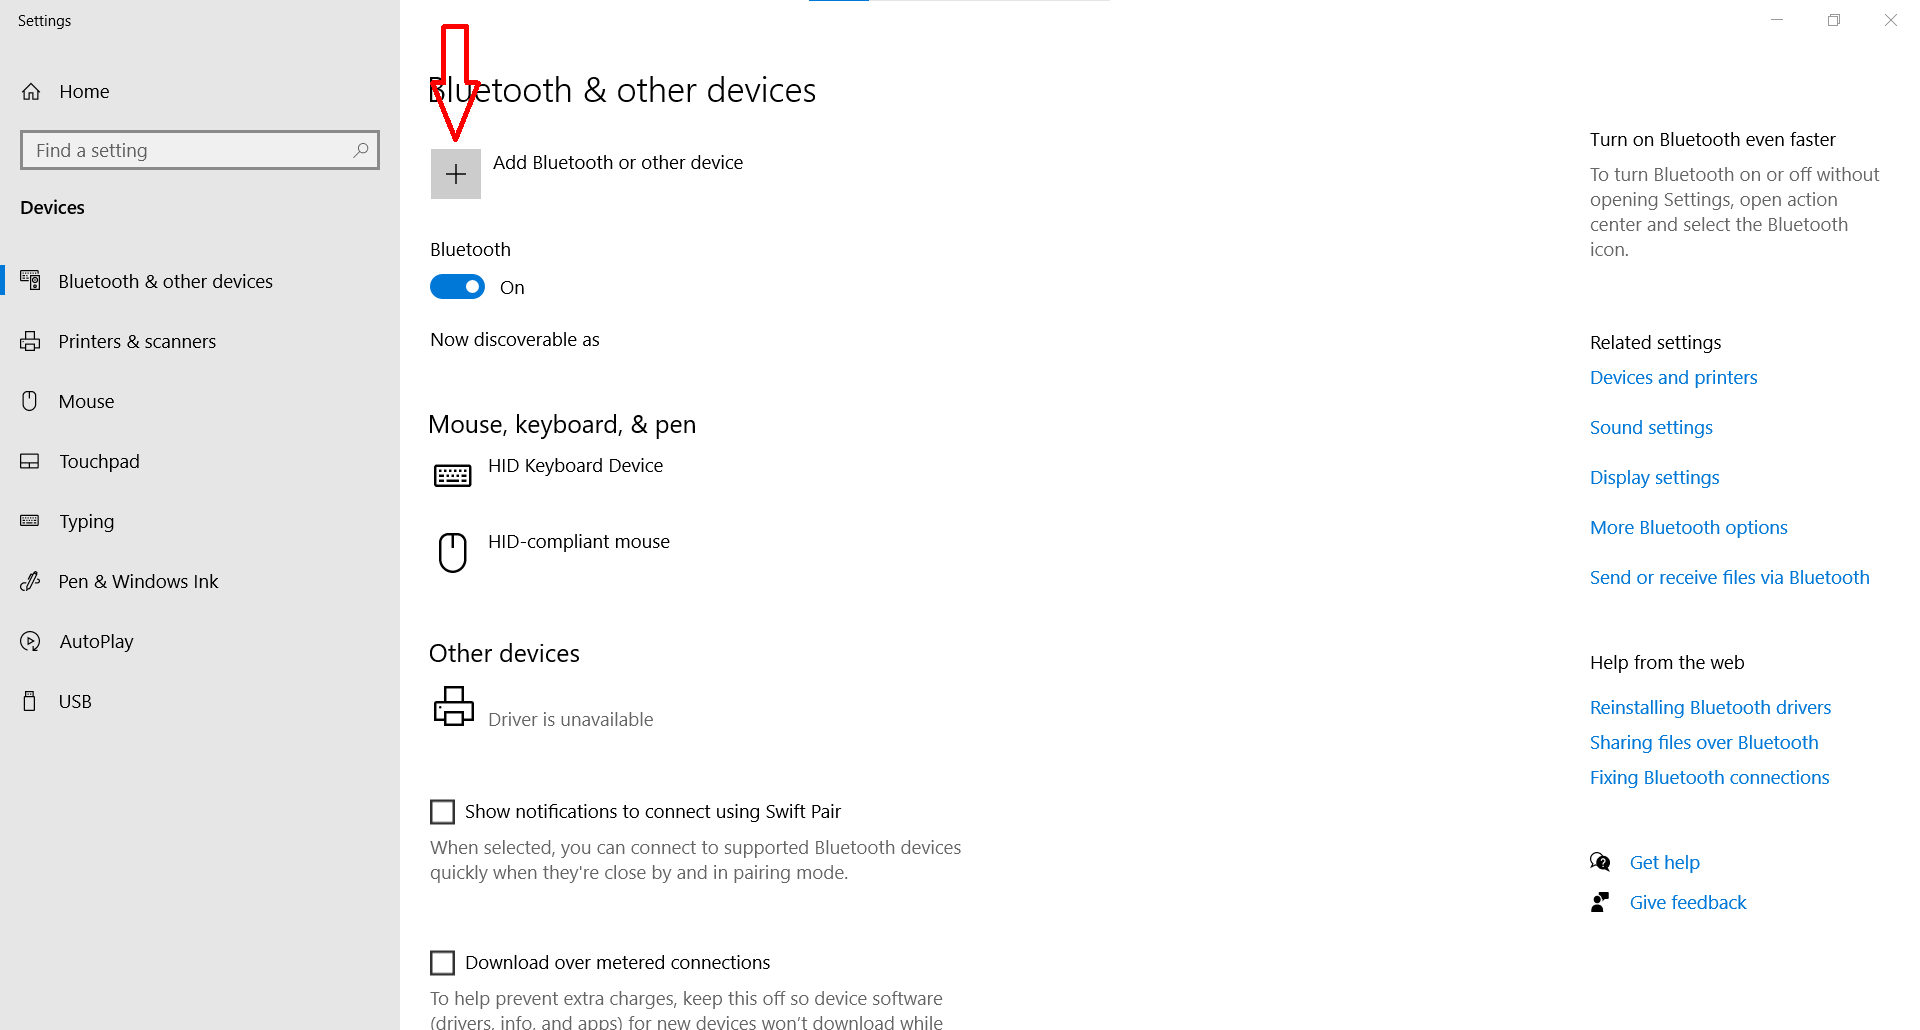 Settings
Home
Find a setting
Devices
Bluetooth & other devices
Printers & scanners
Mouse
Touchpad
Typing
Pen & Windows Ink
AutoPlay
USB
Bluetooth & other devices
Add Bluetooth or other device
Bluetooth
On
Now discoverable as
Mouse, keyboard, & pen
HID Keyboard Device
HID-compliant mouse
Other devices
Driver is unavailable
Show notifications to connect using Swift Pair
When selected, you can connect to supported Bluetooth devices
quickly when they're close by and in pairing mode.
Download over metered connections
To help prevent extra charges, keep this off so device software
(drivers, info, and apps) for new devices won’t download while
Turn on Bluetooth even faster
To turn Bluetooth on or off without
opening Settings, open action
center and select the Bluetooth
icon.
Related settings
Devices and printers
Sound settings
Display settings
More Bluetooth options
Send or receive files via Bluetooth
Help from the web
Reinstalling Bluetooth drivers
Sharing files over Bluetooth
Fixing Bluetooth connections
Get help
Give feedback